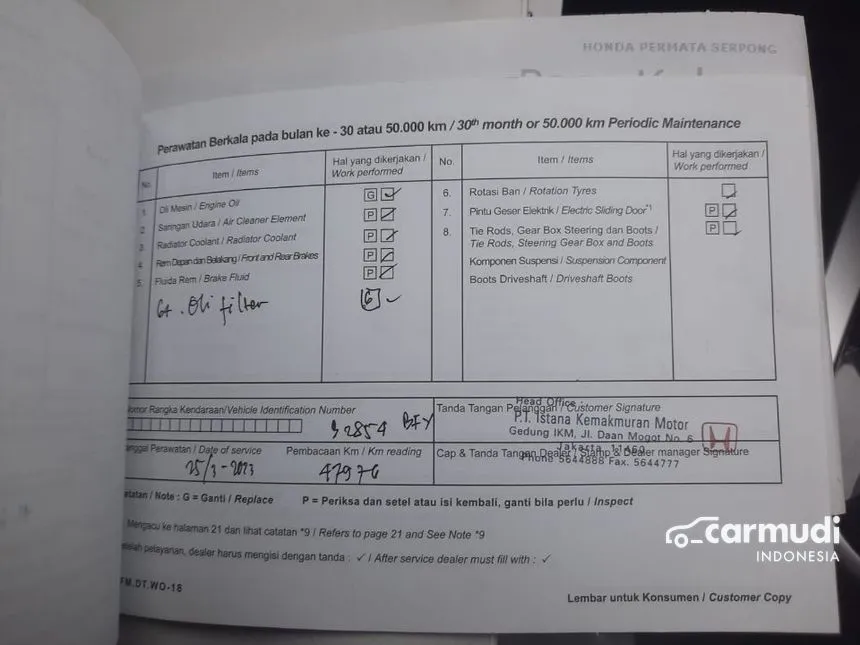 HONDA PERMATA SERPONG
Perawatan Berkala pada bulan ke - 30 atau 50.000 km / 30th month or 50.000 km Periodic Maintenance
No. Item / Items Hal yang dikerjakan / Work performed No. Item / Items Hal yang dikerjakan / Work performed
1 Oli Mesin / Engine Oil G ✓
2 Saringan Udara / Air Cleaner Element P ✓
3 Radiator Coolant / Radiator Coolant P ✓
4. Rem Depan dan Belakang / Front and Rear Brakes P ✓
5. Fluida Rem / Brake Fluid P ✓
Gt. Oli filter G ✓
6. Rotasi Ban / Rotation Tyres
7. Pintu Geser Elektrik / Electric Sliding Door*1 P
8. Tie Rods, Gear Box Steering dan Boots / P
Tie Rods, Steering Gear Box and Boots
Komponen Suspensi / Suspension Component
Boots Driveshaft / Driveshaft Boots
Nomor Rangka Kendaraan/Vehicle Identification Number
Tanda Tangan Pelanggan / Customer Signature
Head Office:
P.T. Istana Kemakmuran Motor
Gedung IKM, Jl. Daan Mogot No. 6
Jakarta 11460
Phone 5644888 Fax. 5644777
Tanggal Perawatan / Date of service
25/3-2023
Pembacaan Km / Km reading
47976
Cap & Tanda Tangan Dealer / Stamp & Dealer manager Signature
Catatan / Note : G = Ganti / Replace P = Periksa dan setel atau isi kembali, ganti bila perlu / Inspect
Mengacu ke halaman 21 dan lihat catatan *9 / Refers to page 21 and See Note *9
Setelah pelayanan, dealer harus mengisi dengan tanda : ✓ / After service dealer must fill with : ✓
FM.DT.WO-18
Lembar untuk Konsumen / Customer Copy
carmudi
INDONESIA